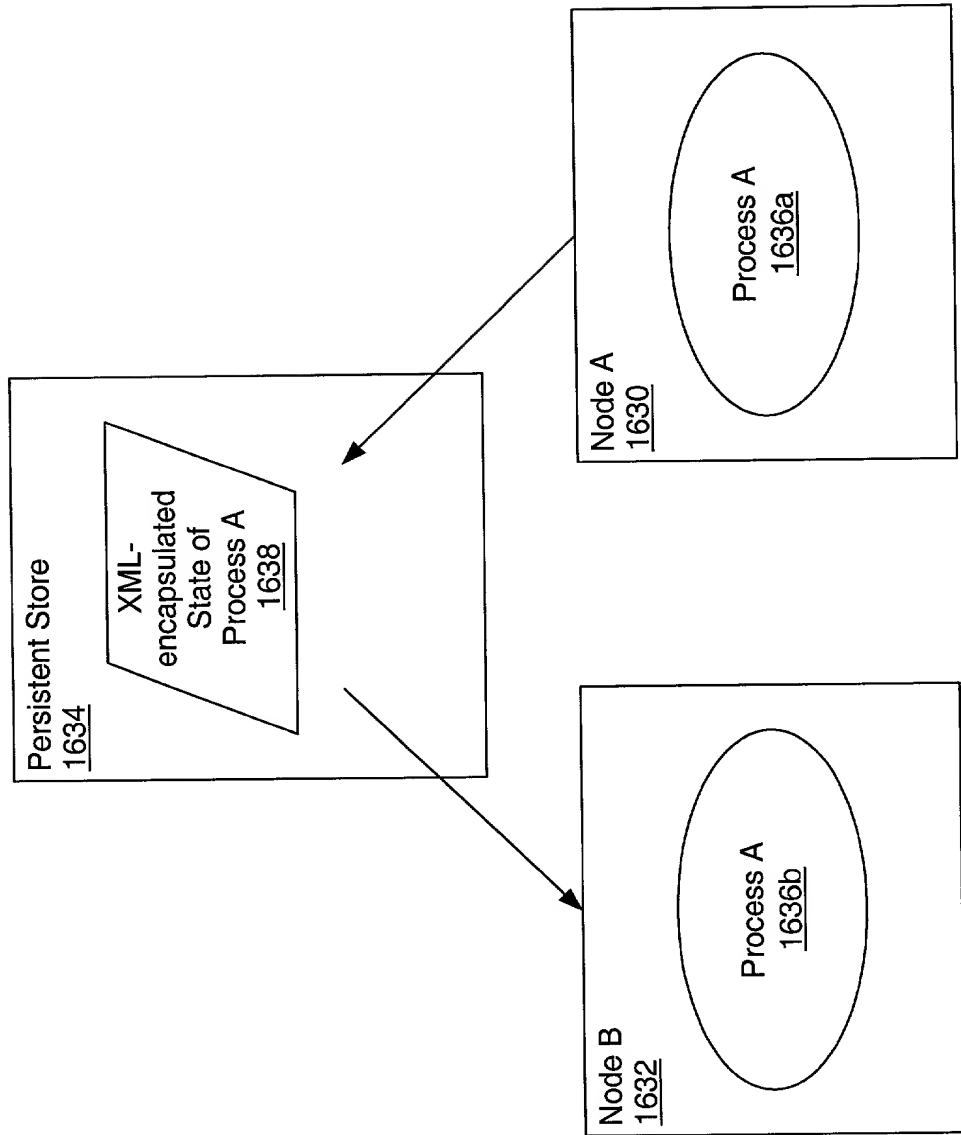 Persistent Store
1634
XML-
encapsulated
State of
Process A
1638
Node A
1630
Process A
1636a
Node B
1632
Process A
1636b